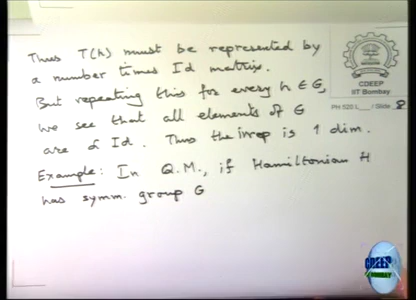 Thus T(h) must be represented by
a number times Id matrix.
But repeating this for every h ∈ G,
we see that all elements of G
are ∝ Id. Thus the irrep is 1 dim.
Example: In Q.M., if Hamiltonian H
has symm. group G
CDEEP
IIT Bombay
PH 520 L___ / Slide 8
CDEEP